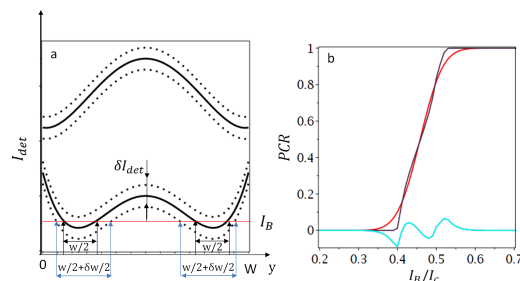 a
I_det
δI_det
I_B
w/2
w/2
0
w/2+δw/2
w/2+δw/2
W
y
b
PCR
1
0.8
0.6
0.4
0.2
0
0.2
0.3
0.4
0.5
0.6
0.7
I_B/I_c